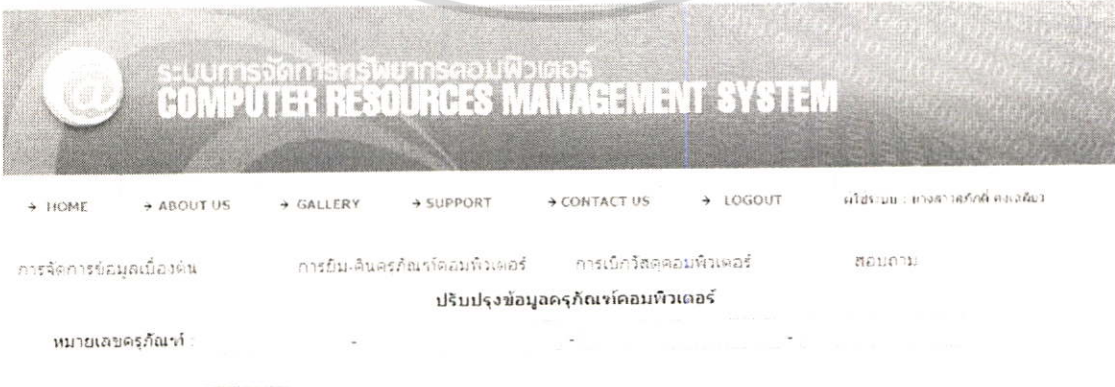 ระบบการจัดการทรัพยากรคอมพิวเตอร์
COMPUTER RESOURCES MANAGEMENT SYSTEM
→ HOME → ABOUT US → GALLERY → SUPPORT → CONTACT US → LOGOUT ผู้ใช้ระบบ : นางสาว
การจัดการข้อมูลเบื้องต้น การยืม-คืนครุภัณฑ์คอมพิวเตอร์ การเบิกวัสดุคอมพิวเตอร์ สอบถาม
ปรับปรุงข้อมูลครุภัณฑ์คอมพิวเตอร์
หมายเลขครุภัณฑ์ : - - -